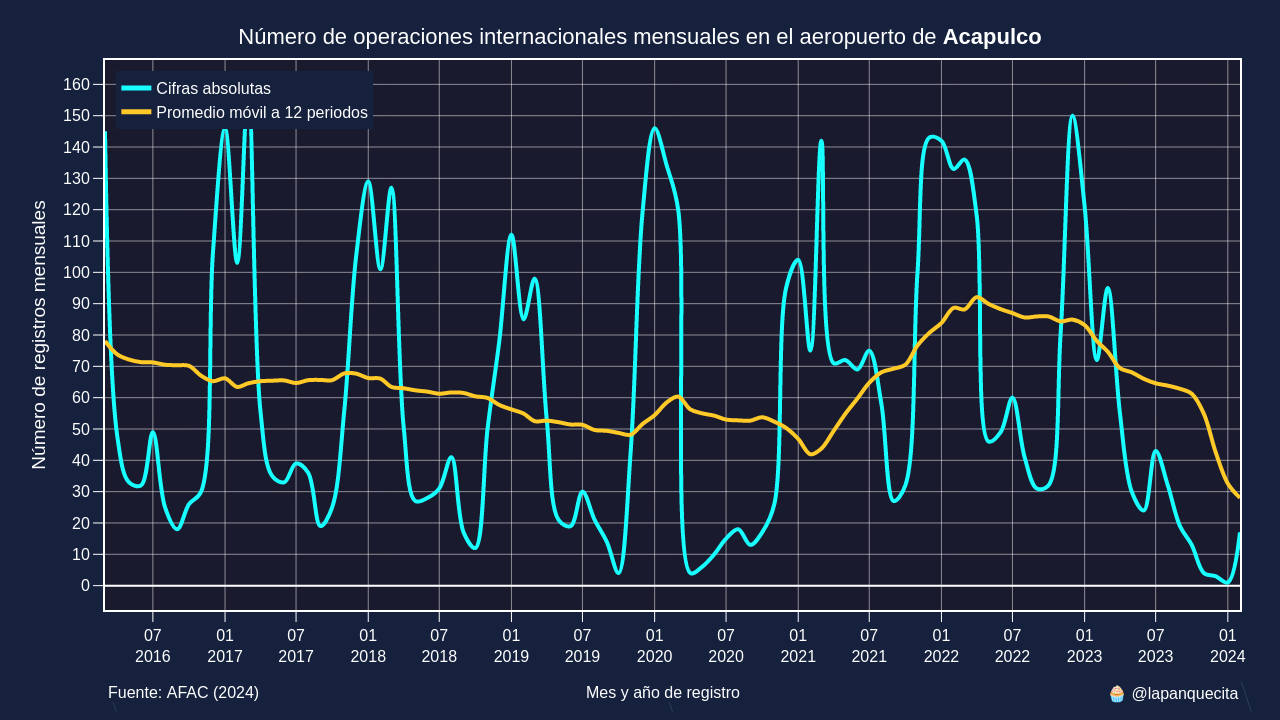 Número de operaciones internacionales mensuales en el aeropuerto de Acapulco
Cifras absolutas
Promedio móvil a 12 periodos
Número de registros mensuales
160
150
140
130
120
110
100
90
80
70
60
50
40
30
20
10
0
07 01 07 01 07 01 07 01 07 01 07 01 07 01 07 01
2016 2017 2017 2018 2018 2019 2019 2020 2020 2021 2021 2022 2022 2023 2023 2024
Fuente: AFAC (2024)
Mes y año de registro
🧁 @lapanquecita